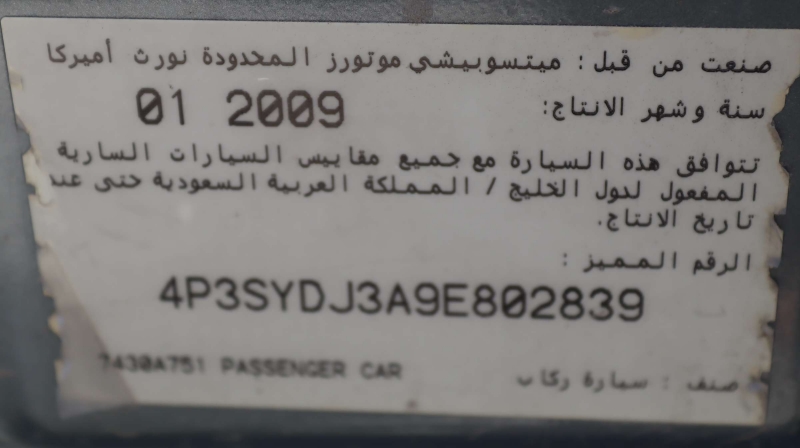 صنعت من قبل : ميتسوبيشي موتورز المحدودة نورث أميركا
سنة وشهر الانتاج: 01 2009
تتوافق هذه السيارة مع جميع مقاييس السيارات السارية
المفعول لدول الخليج / المملكة العربية السعودية حتى عند
تاريخ الانتاج.
الرقم المميز :
4P3SYDJ3A9E802839
صنف : سيارة ركاب 7430A751 PASSENGER CAR